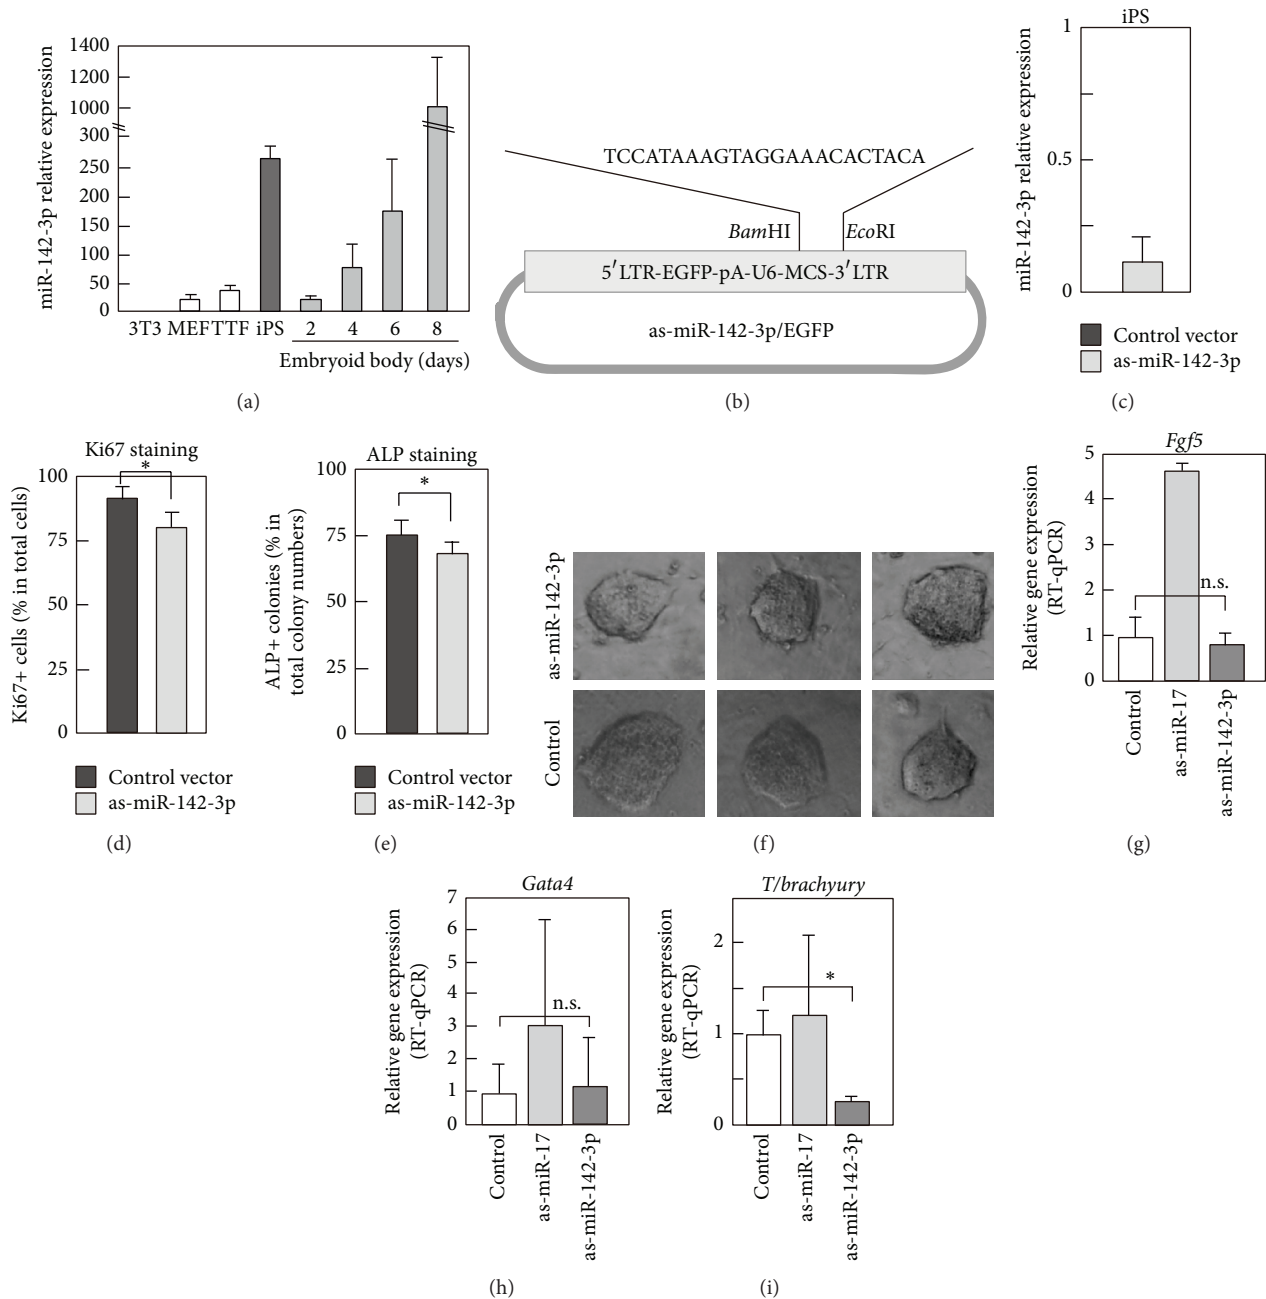 miR-142-3p relative expression
1400
1200
1000
300
250
200
150
100
50
0
3T3 MEF TTF iPS 2 4 6 8
Embryoid body (days)
(a)
TCCATAAAGTAGGAAACACTACA
BamHI EcoRI
5′LTR-EGFP-pA-U6-MCS-3′LTR
as-miR-142-3p/EGFP
(b)
iPS
miR-142-3p relative expression
1
0.5
0
Control vector
as-miR-142-3p
(c)
Ki67 staining
*
Ki67+ cells (% in total cells)
100
75
50
25
0
Control vector
as-miR-142-3p
(d)
ALP staining
*
ALP+ colonies (% in
total colony numbers)
100
75
50
25
0
Control vector
as-miR-142-3p
(e)
as-miR-142-3p
Control
(f)
Fgf5
Relative gene expression
(RT-qPCR)
5
4
3
2
1
0
n.s.
Control
as-miR-17
as-miR-142-3p
(g)
Gata4
Relative gene expression
(RT-qPCR)
7
6
5
4
3
2
1
0
n.s.
Control
as-miR-17
as-miR-142-3p
(h)
T/brachyury
Relative gene expression
(RT-qPCR)
2
1
0
*
Control
as-miR-17
as-miR-142-3p
(i)